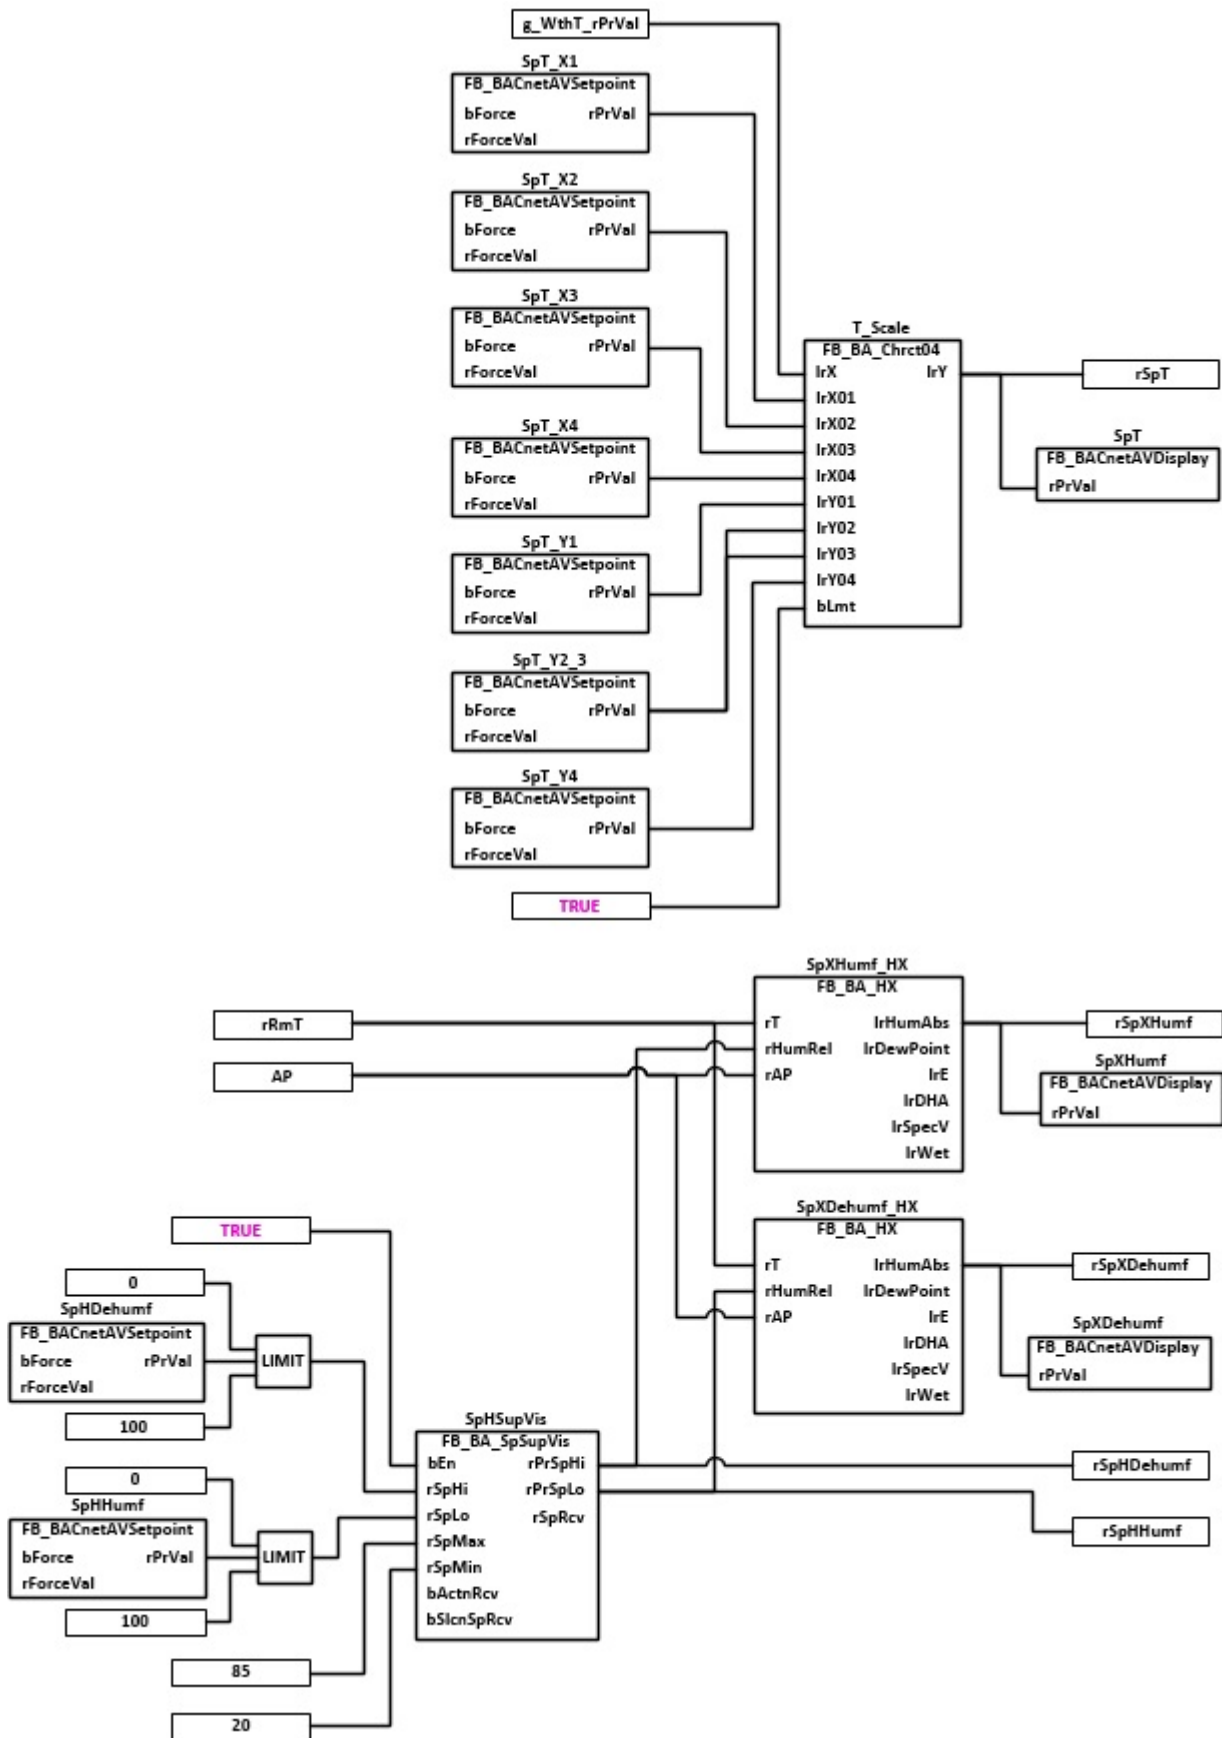 g_WthT_rPrVal
SpT_X1
FB_BACnetAVSetpoint
bForce rPrVal
rForceVal
SpT_X2
FB_BACnetAVSetpoint
bForce rPrVal
rForceVal
SpT_X3
FB_BACnetAVSetpoint
bForce rPrVal
rForceVal
SpT_X4
FB_BACnetAVSetpoint
bForce rPrVal
rForceVal
SpT_Y1
FB_BACnetAVSetpoint
bForce rPrVal
rForceVal
SpT_Y2_3
FB_BACnetAVSetpoint
bForce rPrVal
rForceVal
SpT_Y4
FB_BACnetAVSetpoint
bForce rPrVal
rForceVal
TRUE
T_Scale
FB_BA_Chrct04
lrX lrY
lrX01
lrX02
lrX03
lrX04
lrY01
lrY02
lrY03
lrY04
bLmt
rSpT
SpT
FB_BACnetAVDisplay
rPrVal
rRmT
AP
SpXHumf_HX
FB_BA_HX
rT lrHumAbs
rHumRel lrDewPoint
rAP lrE
lrDHA
lrSpecV
lrWet
rSpXHumf
SpXHumf
FB_BACnetAVDisplay
rPrVal
SpXDehumf_HX
FB_BA_HX
rT lrHumAbs
rHumRel lrDewPoint
rAP lrE
lrDHA
lrSpecV
lrWet
rSpXDehumf
SpXDehumf
FB_BACnetAVDisplay
rPrVal
TRUE
0
SpHDehumf
FB_BACnetAVSetpoint
bForce rPrVal
rForceVal
LIMIT
100
0
SpHHumf
FB_BACnetAVSetpoint
bForce rPrVal
rForceVal
LIMIT
100
85
20
SpHSupVis
FB_BA_SpSupVis
bEn rPrSpHi
rSpHi rPrSpLo
rSpLo rSpRcv
rSpMax
rSpMin
bActnRcv
bSlcnSpRcv
rSpHDehumf
rSpHHumf